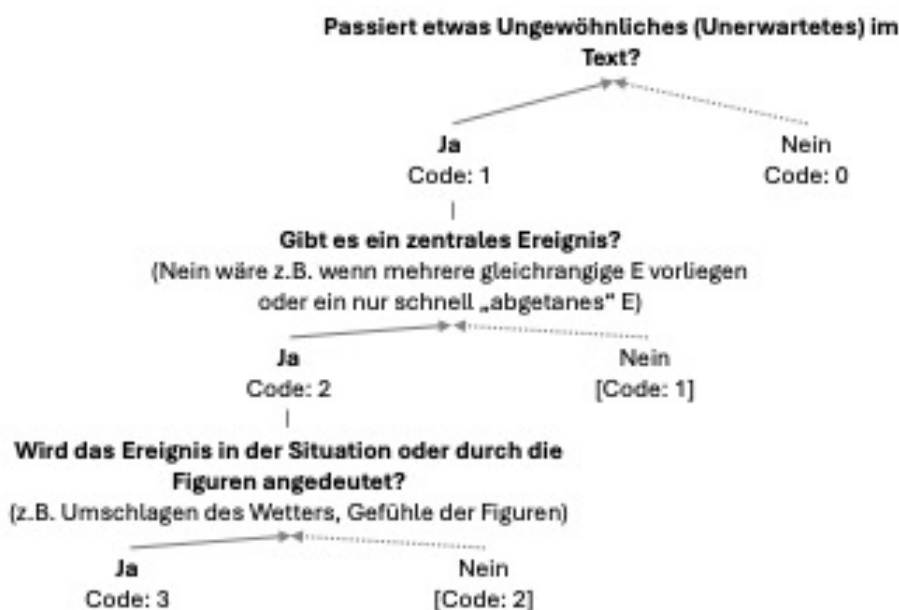 Passiert etwas Ungewöhnliches (Unerwartetes) im
Text?
Ja
Nein
Code: 1
Code: 0
Gibt es ein zentrales Ereignis?
(Nein wäre z.B. wenn mehrere gleichrangige E vorliegen
oder ein nur schnell „abgetanes“ E)
Ja
Nein
Code: 2
[Code: 1]
Wird das Ereignis in der Situation oder durch die
Figuren angedeutet?
(z.B. Umschlagen des Wetters, Gefühle der Figuren)
Ja
Nein
Code: 3
[Code: 2]